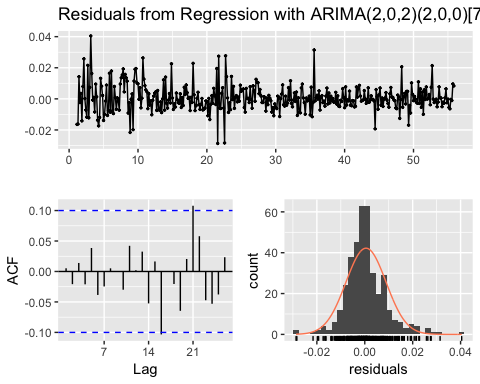 Residuals from Regression with ARIMA(2,0,2)(2,0,0)[7
0.04
0.02
0.00
-0.02
0 10 20 30 40 50
0.10
0.05
0.00
-0.05
-0.10
ACF
7 14 21
Lag
60
40
20
0
count
-0.02 0.00 0.02 0.04
residuals